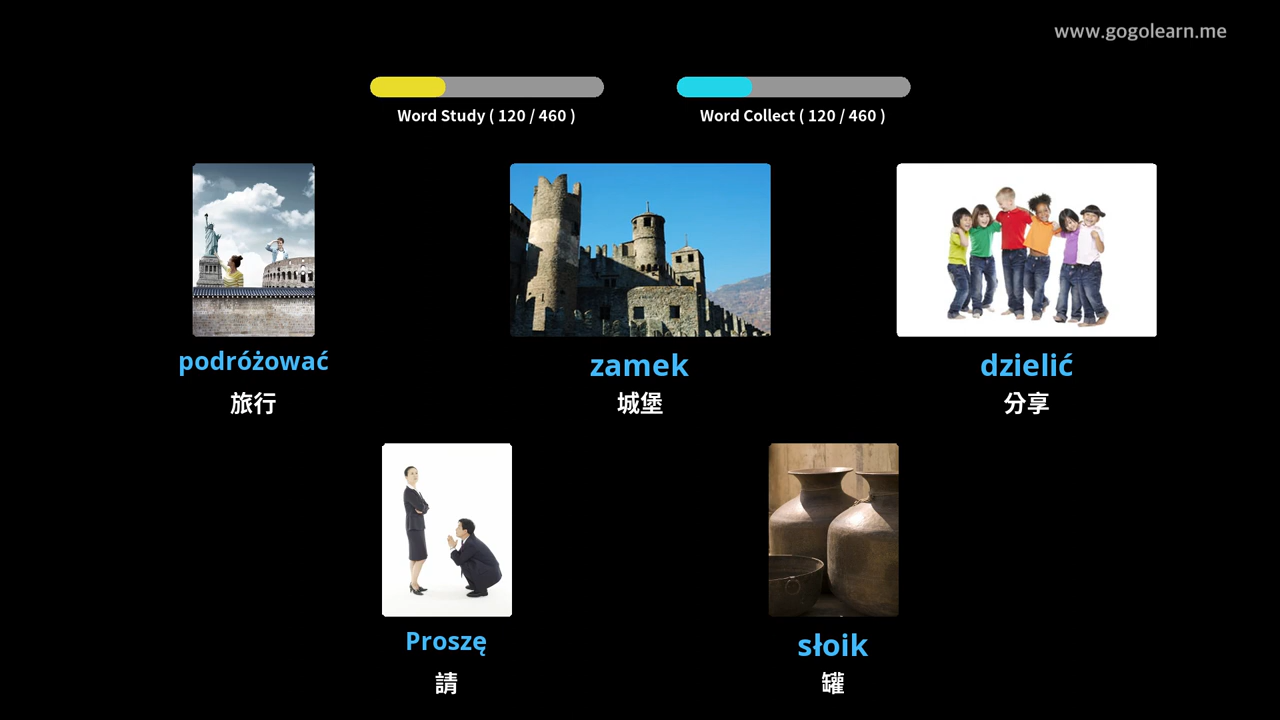 www.gogolearn.me
Word Study ( 120 / 460 )
Word Collect ( 120 / 460 )
podróżować
旅行
zamek
城堡
dzielić
分享
Proszę
請
słoik
罐